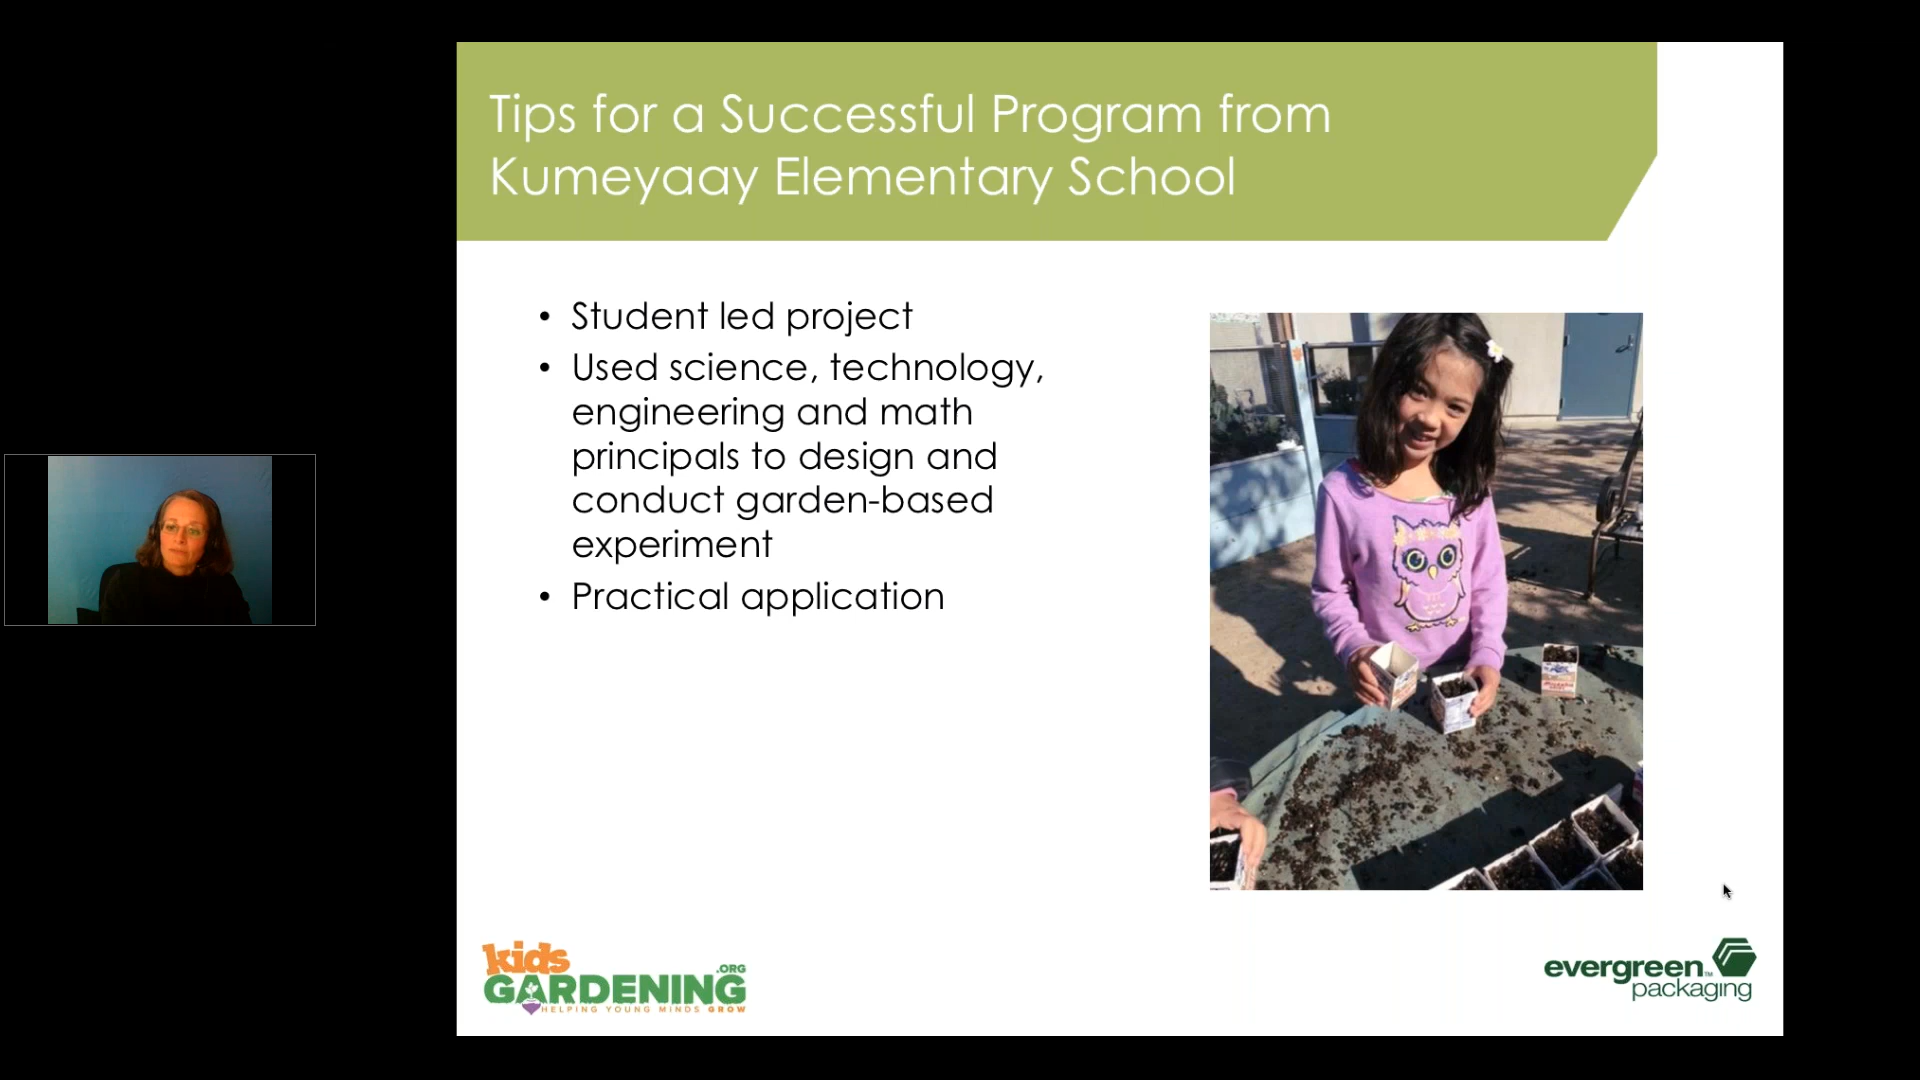 Tips for a Successful Program from
Kumeyaay Elementary School
• Student led project
• Used science, technology,
engineering and math
principals to design and
conduct garden-based
experiment
• Practical application
kids
GARDENING.ORG
HELPING YOUNG MINDS GROW
evergreen™
packaging